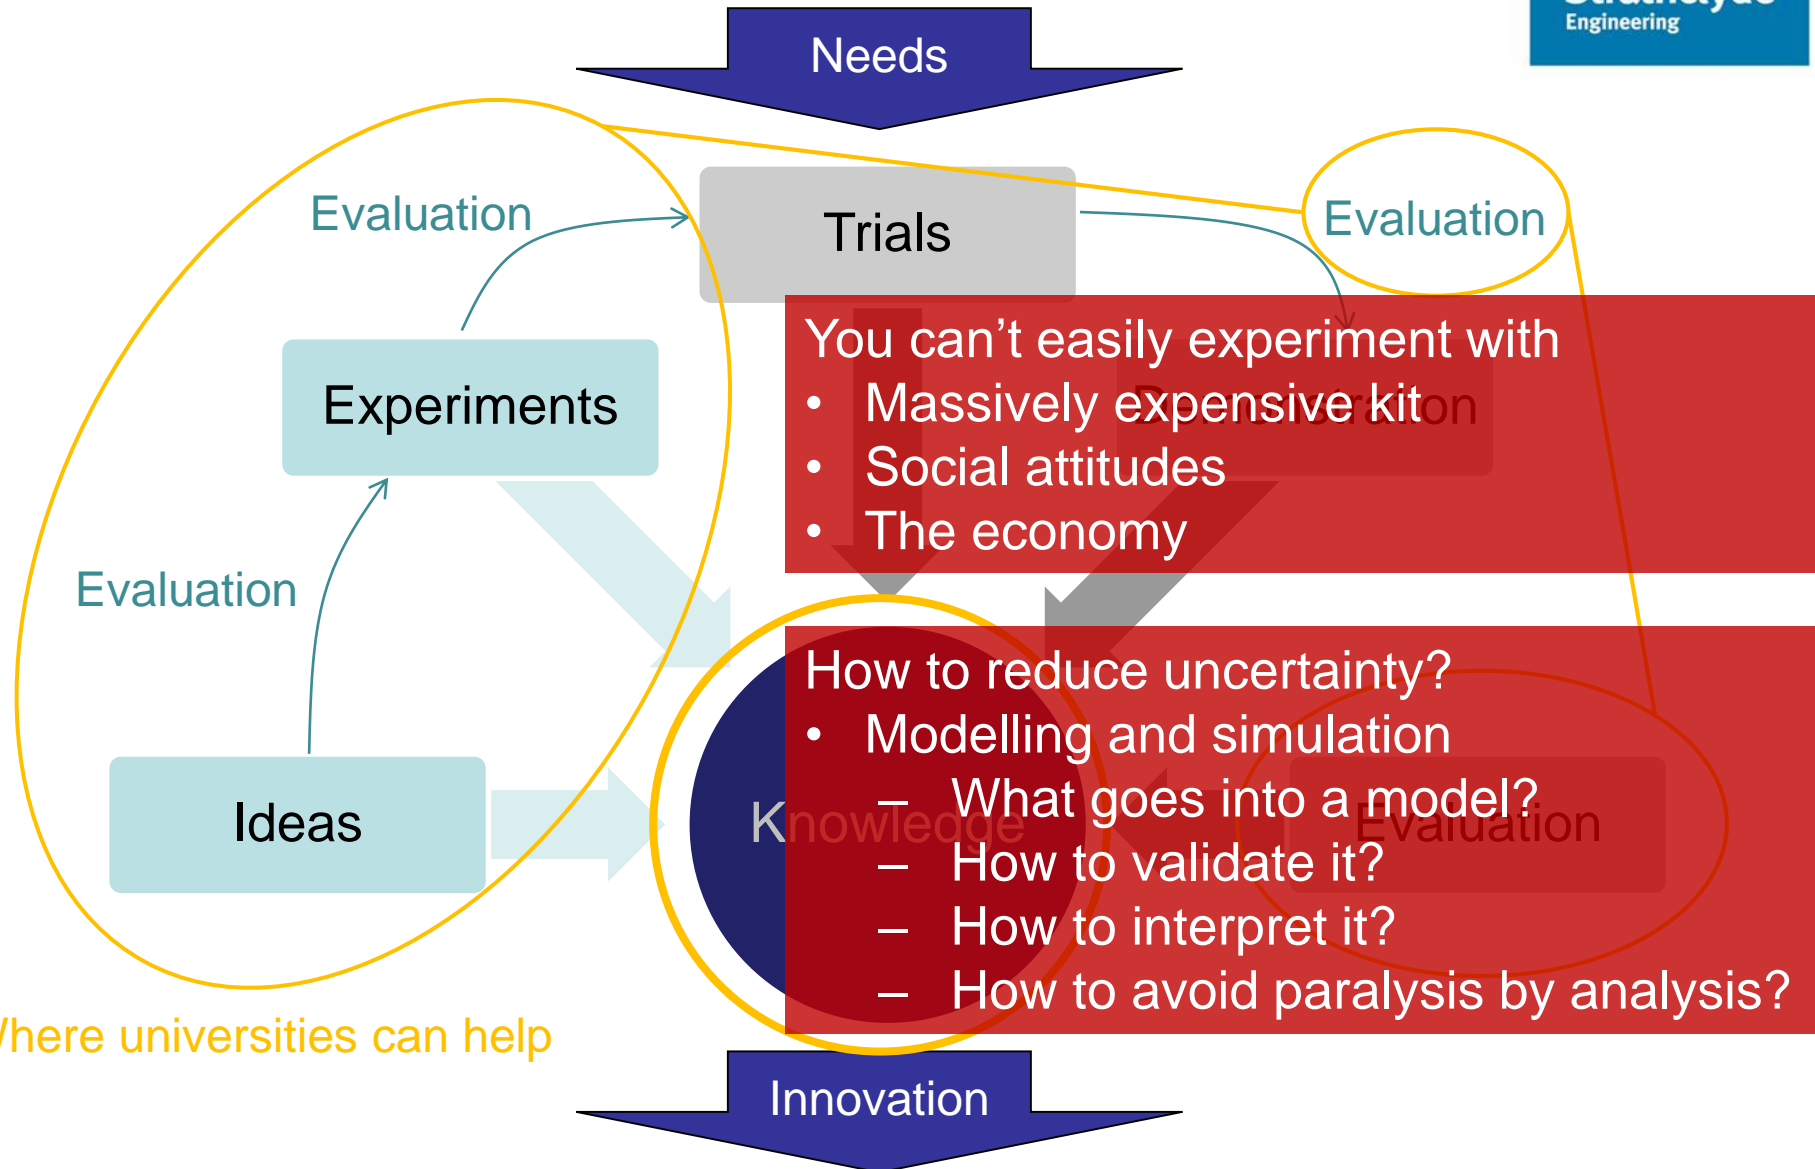 Engineering
Needs
Evaluation
Trials
Evaluation
You can’t easily experiment with
• Massively expensive kit
• Social attitudes
• The economy
Experiments
Demonstration
Evaluation
How to reduce uncertainty?
• Modelling and simulation
– What goes into a model?
– How to validate it?
– How to interpret it?
– How to avoid paralysis by analysis?
Ideas
Knowledge
Evaluation
where universities can help
Innovation